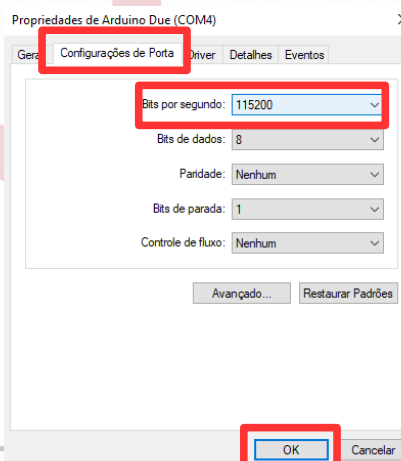 Propriedades de Arduino Due (COM4)
Geral Configurações de Porta Driver Detalhes Eventos
Bits por segundo: 115200
Bits de dados: 8
Paridade: Nenhum
Bits de parada: 1
Controle de fluxo: Nenhum
Avançado... Restaurar Padrões
OK Cancelar